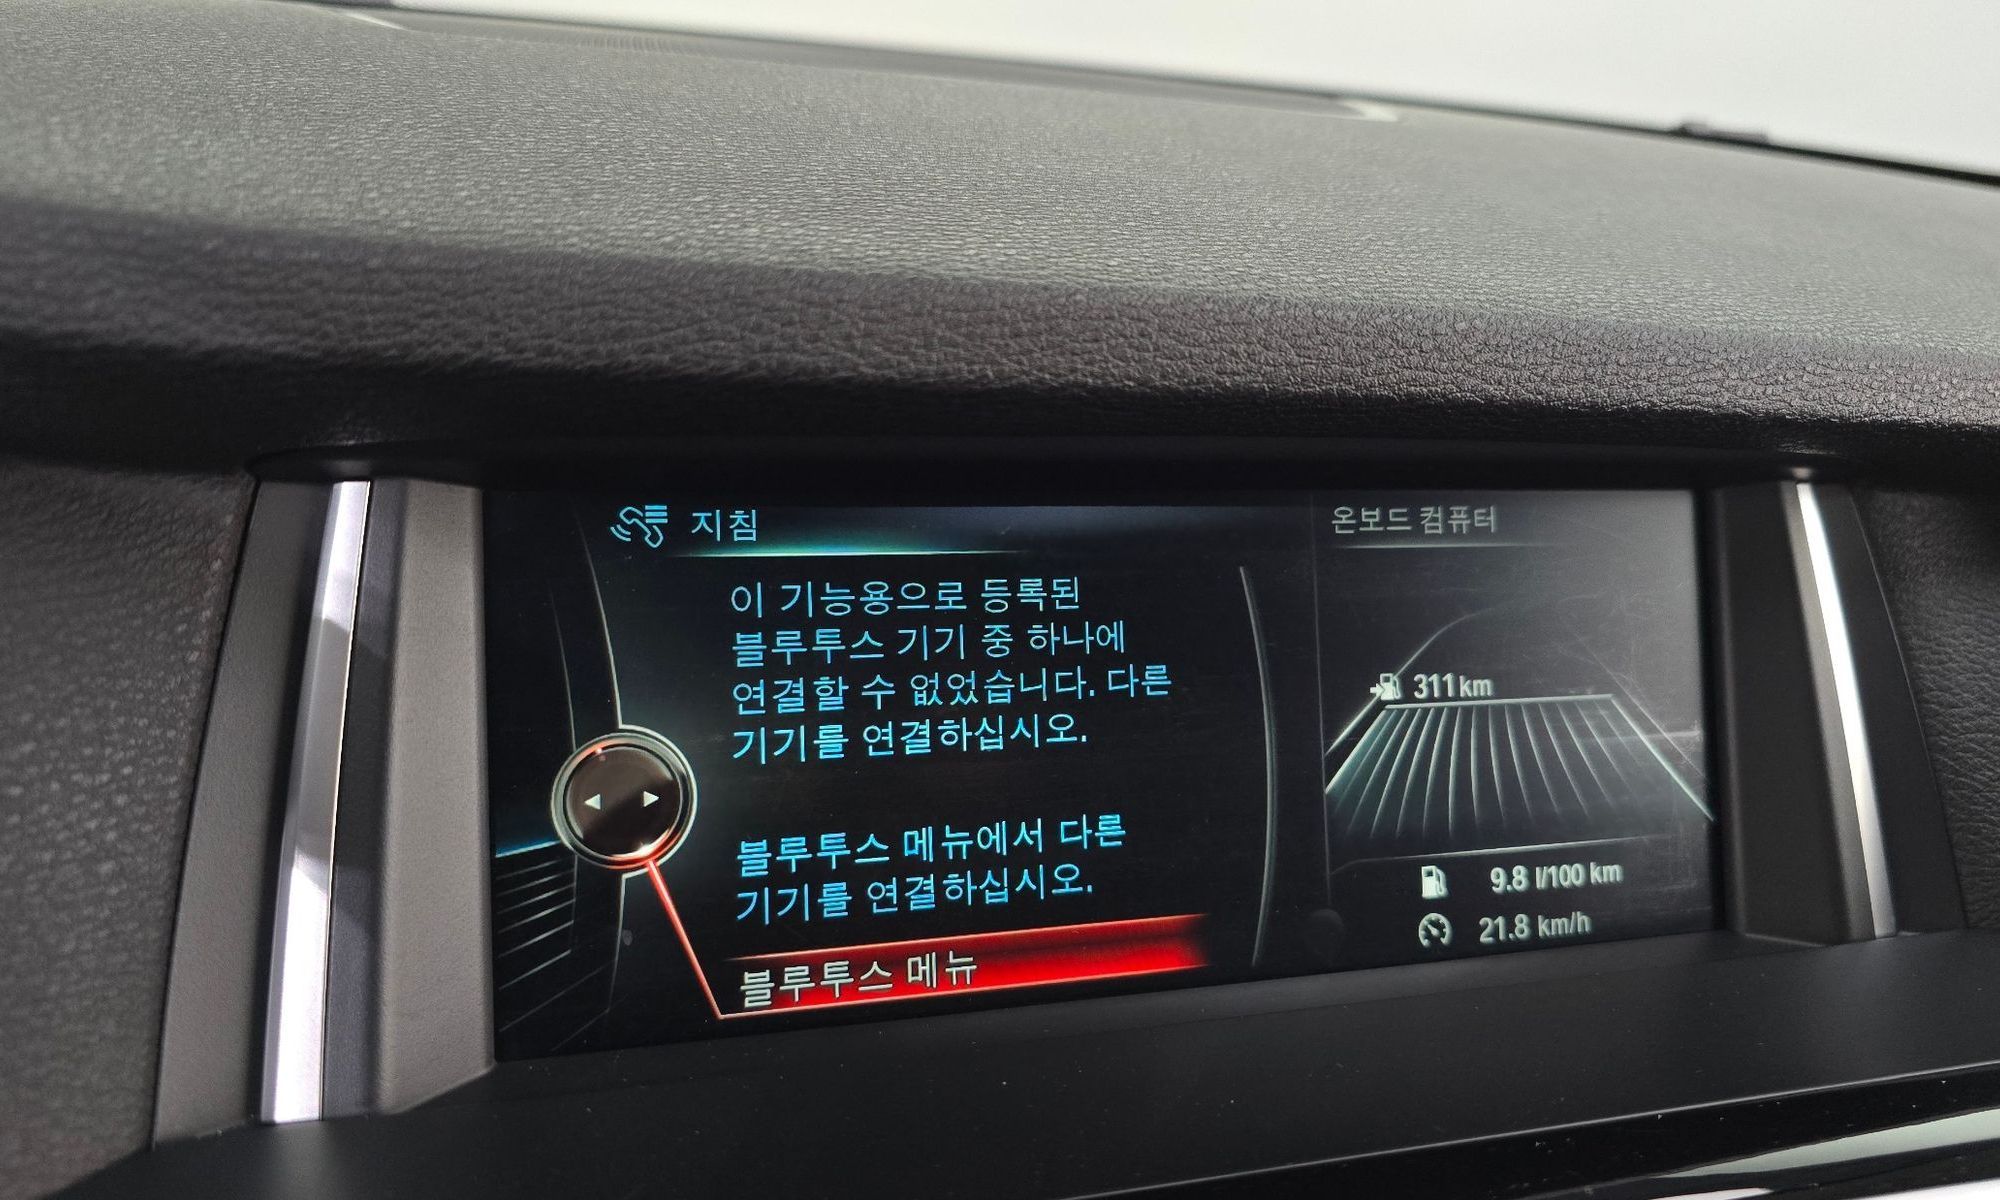 지침
이 기능용으로 등록된
블루투스 기기 중 하나에
연결할 수 없었습니다. 다른
기기를 연결하십시오.
블루투스 메뉴에서 다른
기기를 연결하십시오.
블루투스 메뉴
온보드 컴퓨터
311 km
9.8 l/100 km
21.8 km/h